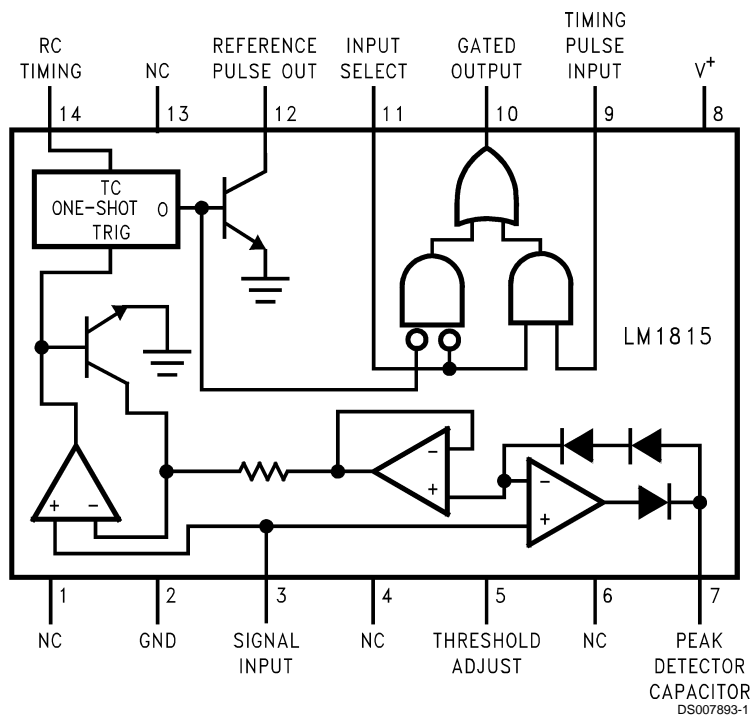 RC
TIMING
NC
REFERENCE
PULSE OUT
INPUT
SELECT
GATED
OUTPUT
TIMING
PULSE
INPUT
V+
14
13
12
11
10
9
8
TC
ONE-SHOT O
TRIG
LM1815
+ −
−
+
−
+
1
2
3
4
5
6
7
NC
GND
SIGNAL
INPUT
NC
THRESHOLD
ADJUST
NC
PEAK
DETECTOR
CAPACITOR
DS007893-1